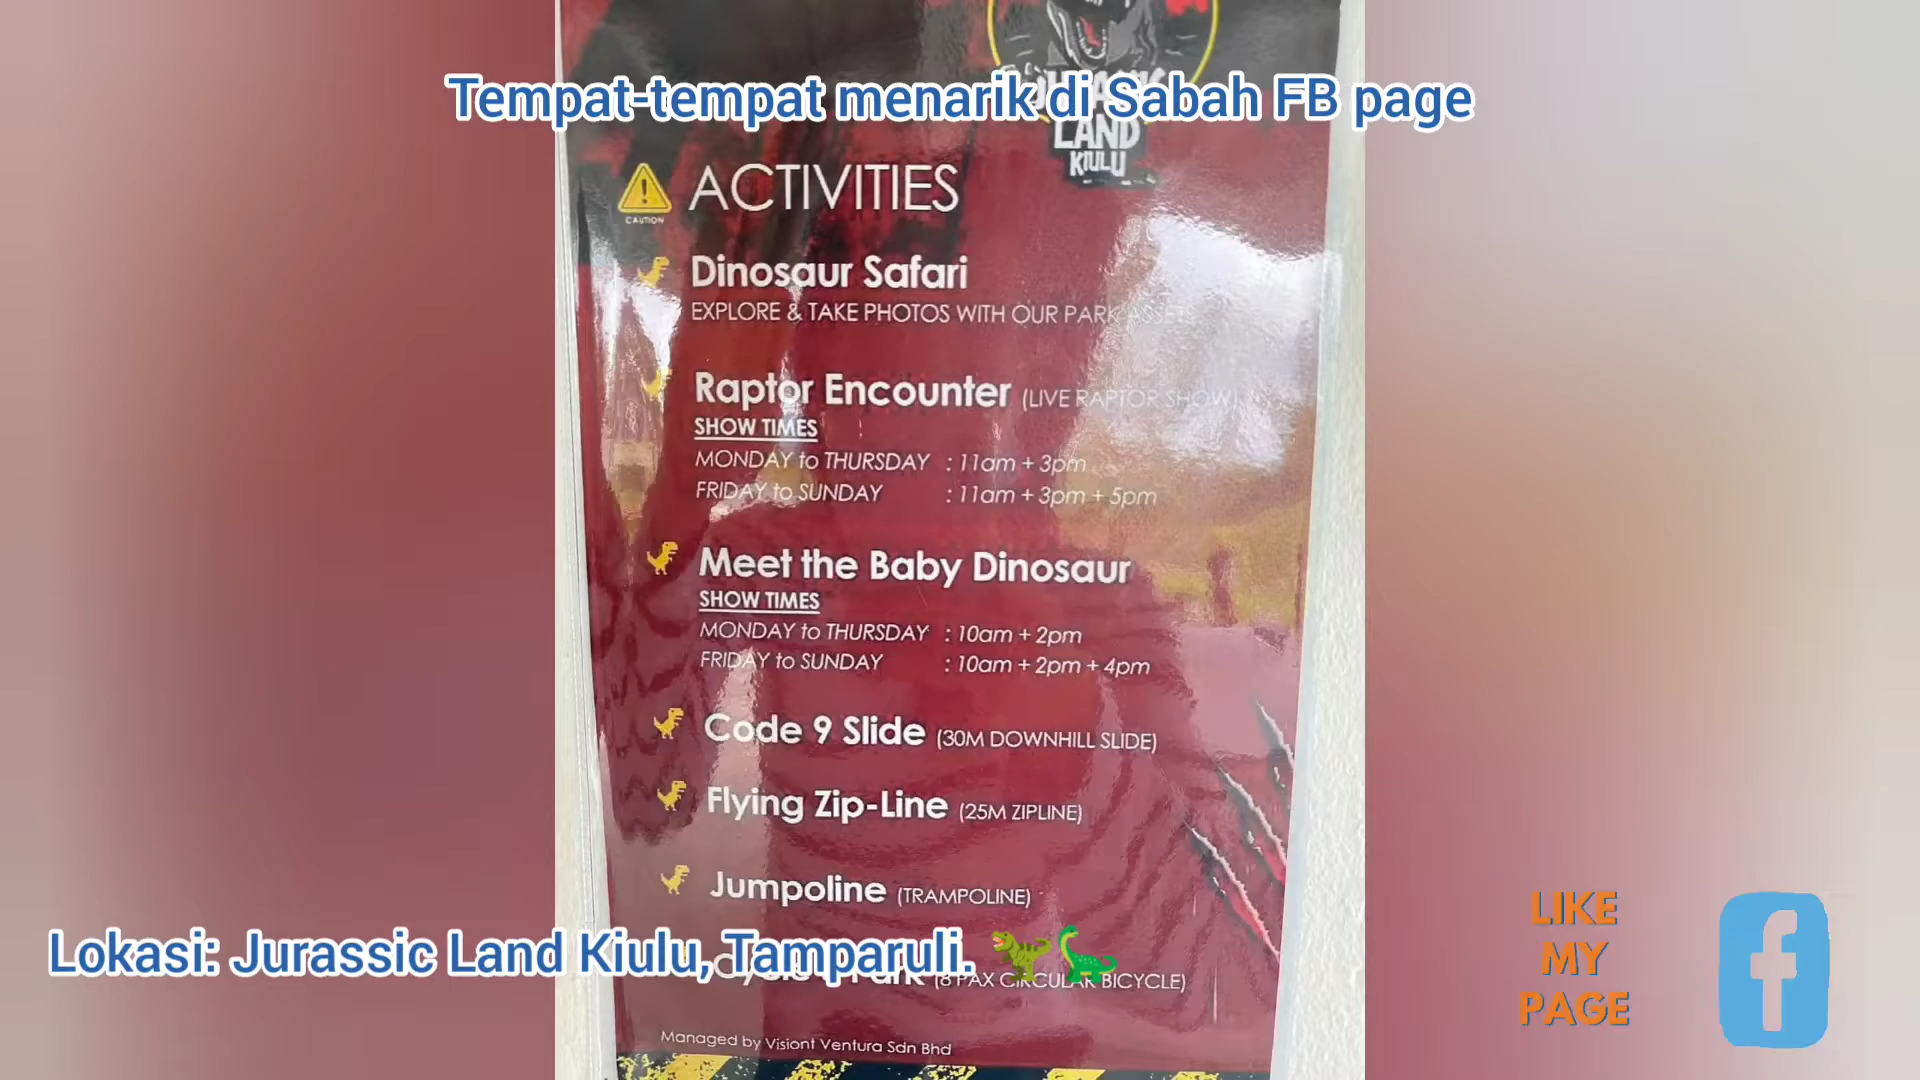 Tempat-tempat menarik di Sabah FB page
LAND
KIULU
CAUTION
ACTIVITIES
Dinosaur Safari
EXPLORE & TAKE PHOTOS WITH OUR PARK ASSETS
Raptor Encounter (LIVE RAPTOR SHOW)
SHOW TIMES
MONDAY to THURSDAY : 11am + 3pm
FRIDAY to SUNDAY : 11am + 3pm + 5pm
Meet the Baby Dinosaur
SHOW TIMES
MONDAY to THURSDAY : 10am + 2pm
FRIDAY to SUNDAY : 10am + 2pm + 4pm
Code 9 Slide (30M DOWNHILL SLIDE)
Flying Zip-Line (25M ZIPLINE)
Jumpoline (TRAMPOLINE)
Lokasi: Jurassic Land Kiulu, Tamparuli.
(8 PAX CIRCULAR BICYCLE)
Managed by Visiont Ventura Sdn Bhd
LIKE
MY
PAGE
f